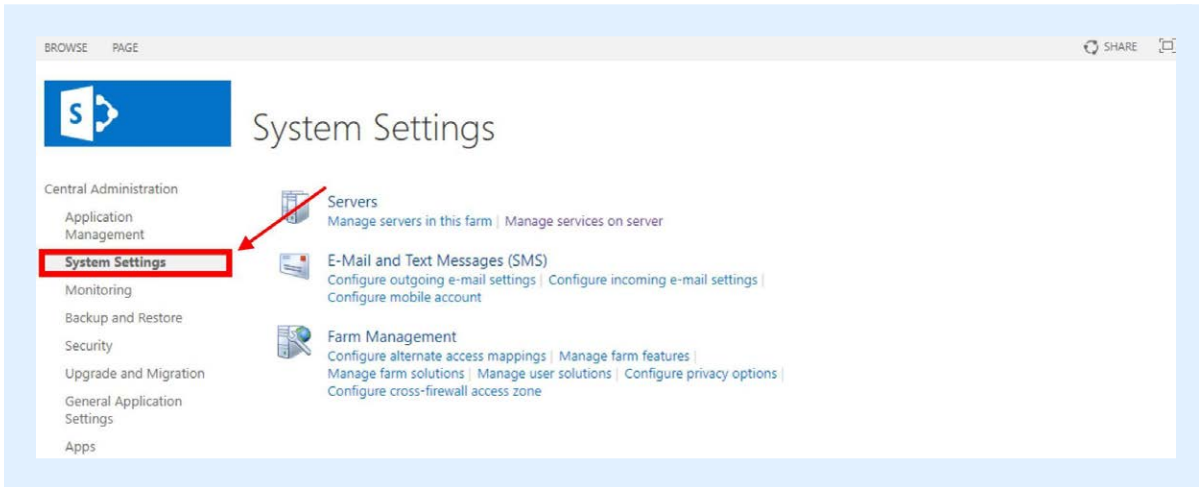 BROWSE PAGE SHARE
S
System Settings
Central Administration
Application
Management
System Settings
Monitoring
Backup and Restore
Security
Upgrade and Migration
General Application
Settings
Apps
Servers
Manage servers in this farm | Manage services on server
E-Mail and Text Messages (SMS)
Configure outgoing e-mail settings | Configure incoming e-mail settings |
Configure mobile account
Farm Management
Configure alternate access mappings | Manage farm features |
Manage farm solutions | Manage user solutions | Configure privacy options |
Configure cross-firewall access zone